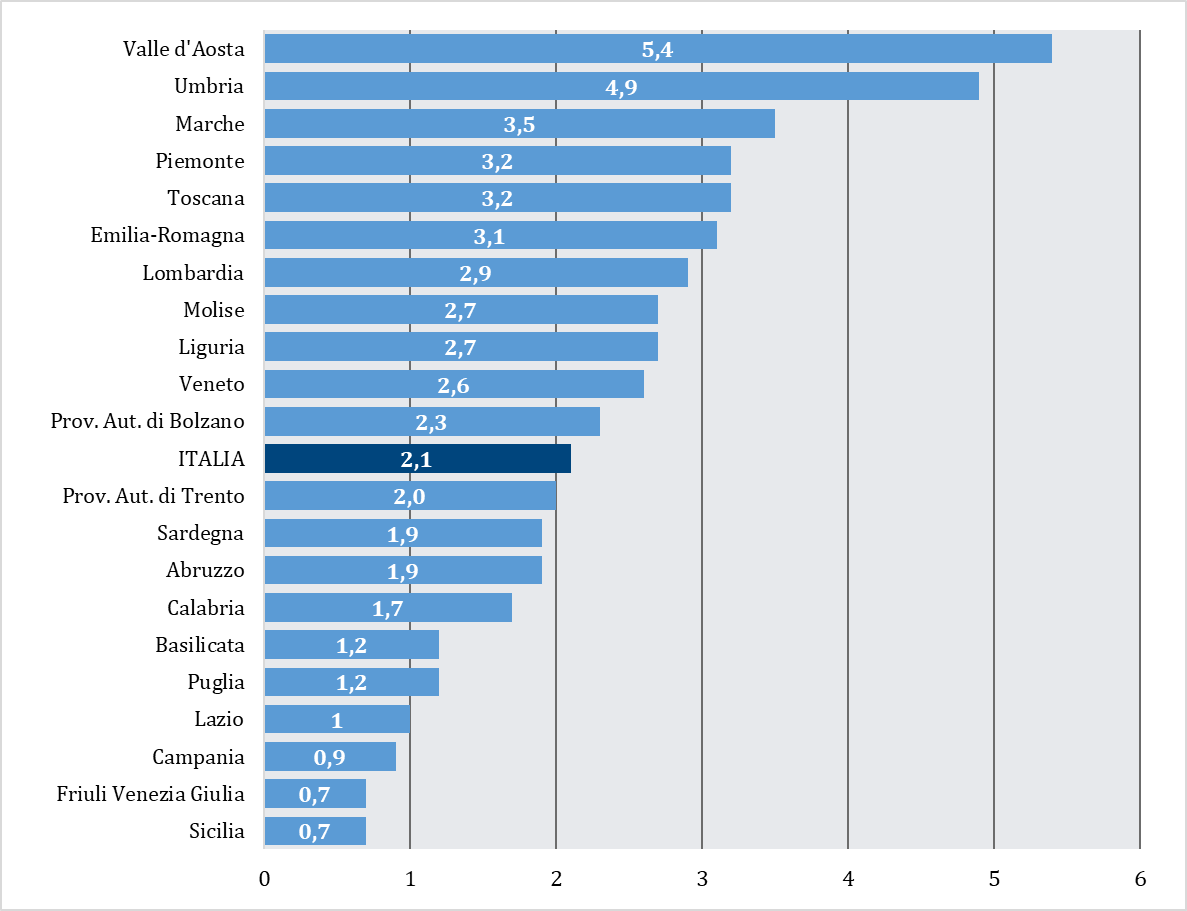 Valle d'Aosta 5,4
Umbria 4,9
Marche 3,5
Piemonte 3,2
Toscana 3,2
Emilia-Romagna 3,1
Lombardia 2,9
Molise 2,7
Liguria 2,7
Veneto 2,6
Prov. Aut. di Bolzano 2,3
ITALIA 2,1
Prov. Aut. di Trento 2,0
Sardegna 1,9
Abruzzo 1,9
Calabria 1,7
Basilicata 1,2
Puglia 1,2
Lazio 1
Campania 0,9
Friuli Venezia Giulia 0,7
Sicilia 0,7
0 1 2 3 4 5 6